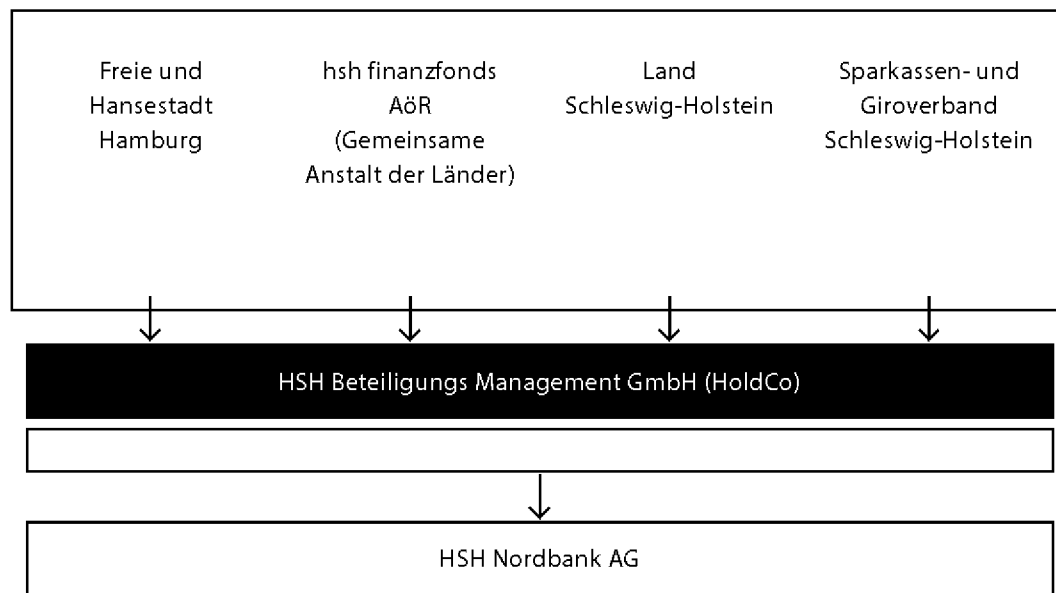 Freie und
Hansestadt
Hamburg
hsh finanzfonds
AöR
(Gemeinsame
Anstalt der Länder)
Land
Schleswig-Holstein
Sparkassen- und
Giroverband
Schleswig-Holstein
HSH Beteiligungs Management GmbH (HoldCo)
HSH Nordbank AG